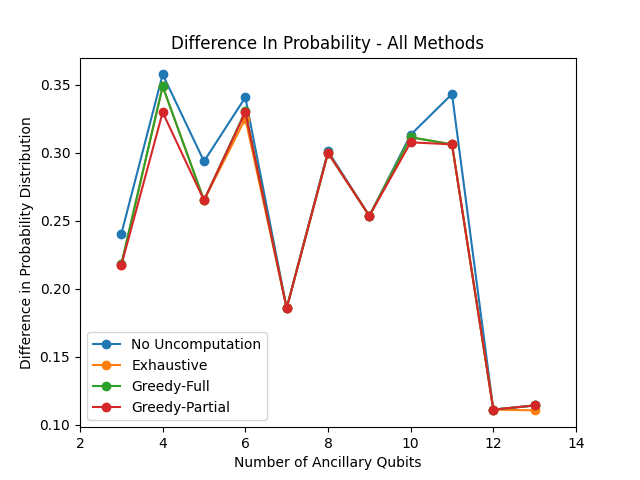 Difference In Probability - All Methods
Difference in Probability Distribution
0.35
0.30
0.25
0.20
0.15
0.10
No Uncomputation
Exhaustive
Greedy-Full
Greedy-Partial
2 4 6 8 10 12 14
Number of Ancillary Qubits